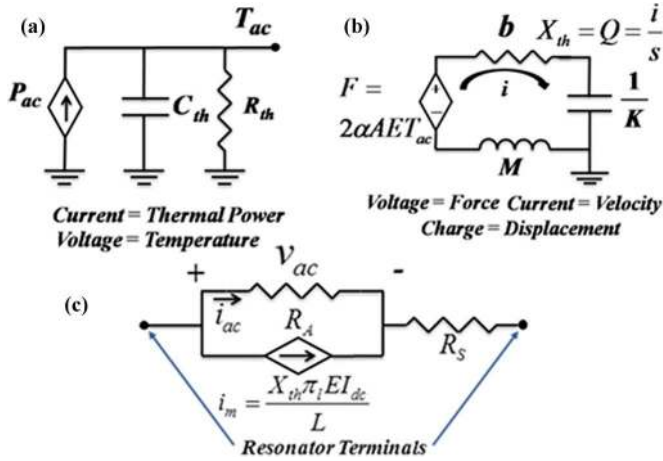 (a)
T_ac
P_ac
C_th
R_th
Current = Thermal Power
Voltage = Temperature
(b)
b
X_th = Q = i/s
F =
2αAET_ac
+
−
i
1/K
M
Voltage = Force Current = Velocity
Charge = Displacement
(c)
+
v_ac
-
i_ac
R_A
R_S
i_m = X_th π_l E I_dc / L
Resonator Terminals